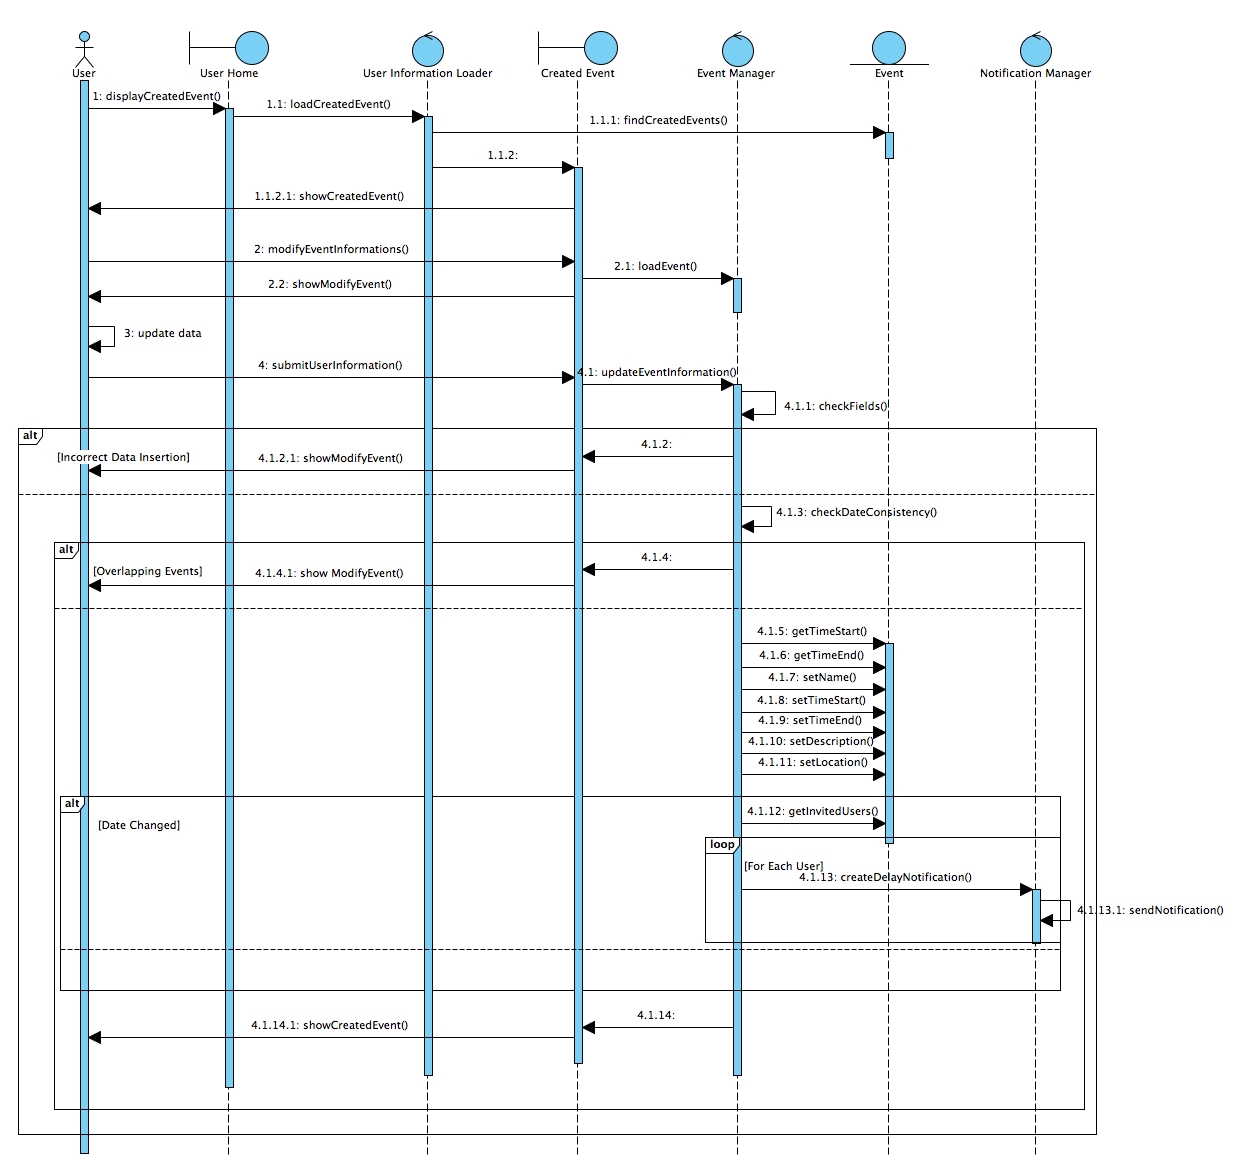 User
User Home
User Information Loader
Created Event
Event Manager
Event
Notification Manager
1: displayCreatedEvent()
1.1: loadCreatedEvent()
1.1.1: findCreatedEvents()
1.1.2:
1.1.2.1: showCreatedEvent()
2: modifyEventInformations()
2.1: loadEvent()
2.2: showModifyEvent()
3: update data
4: submitUserInformation()
4.1: updateEventInformation()
4.1.1: checkFields()
alt
[Incorrect Data Insertion]
4.1.2:
4.1.2.1: showModifyEvent()
4.1.3: checkDateConsistency()
alt
[Overlapping Events]
4.1.4:
4.1.4.1: show ModifyEvent()
4.1.5: getTimeStart()
4.1.6: getTimeEnd()
4.1.7: setName()
4.1.8: setTimeStart()
4.1.9: setTimeEnd()
4.1.10: setDescription()
4.1.11: setLocation()
alt
[Date Changed]
4.1.12: getInvitedUsers()
loop
[For Each User]
4.1.13: createDelayNotification()
4.1.13.1: sendNotification()
4.1.14:
4.1.14.1: showCreatedEvent()